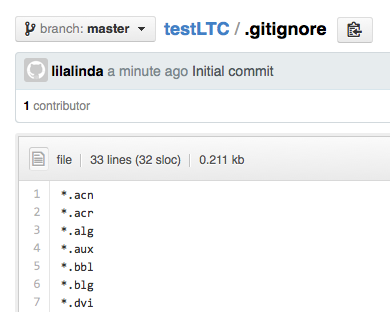 branch: master testLTC / .gitignore
lilalinda a minute ago Initial commit
1 contributor
file 33 lines (32 sloc) 0.211 kb
1 *.acn
2 *.acr
3 *.alg
4 *.aux
5 *.bbl
6 *.blg
7 *.dvi